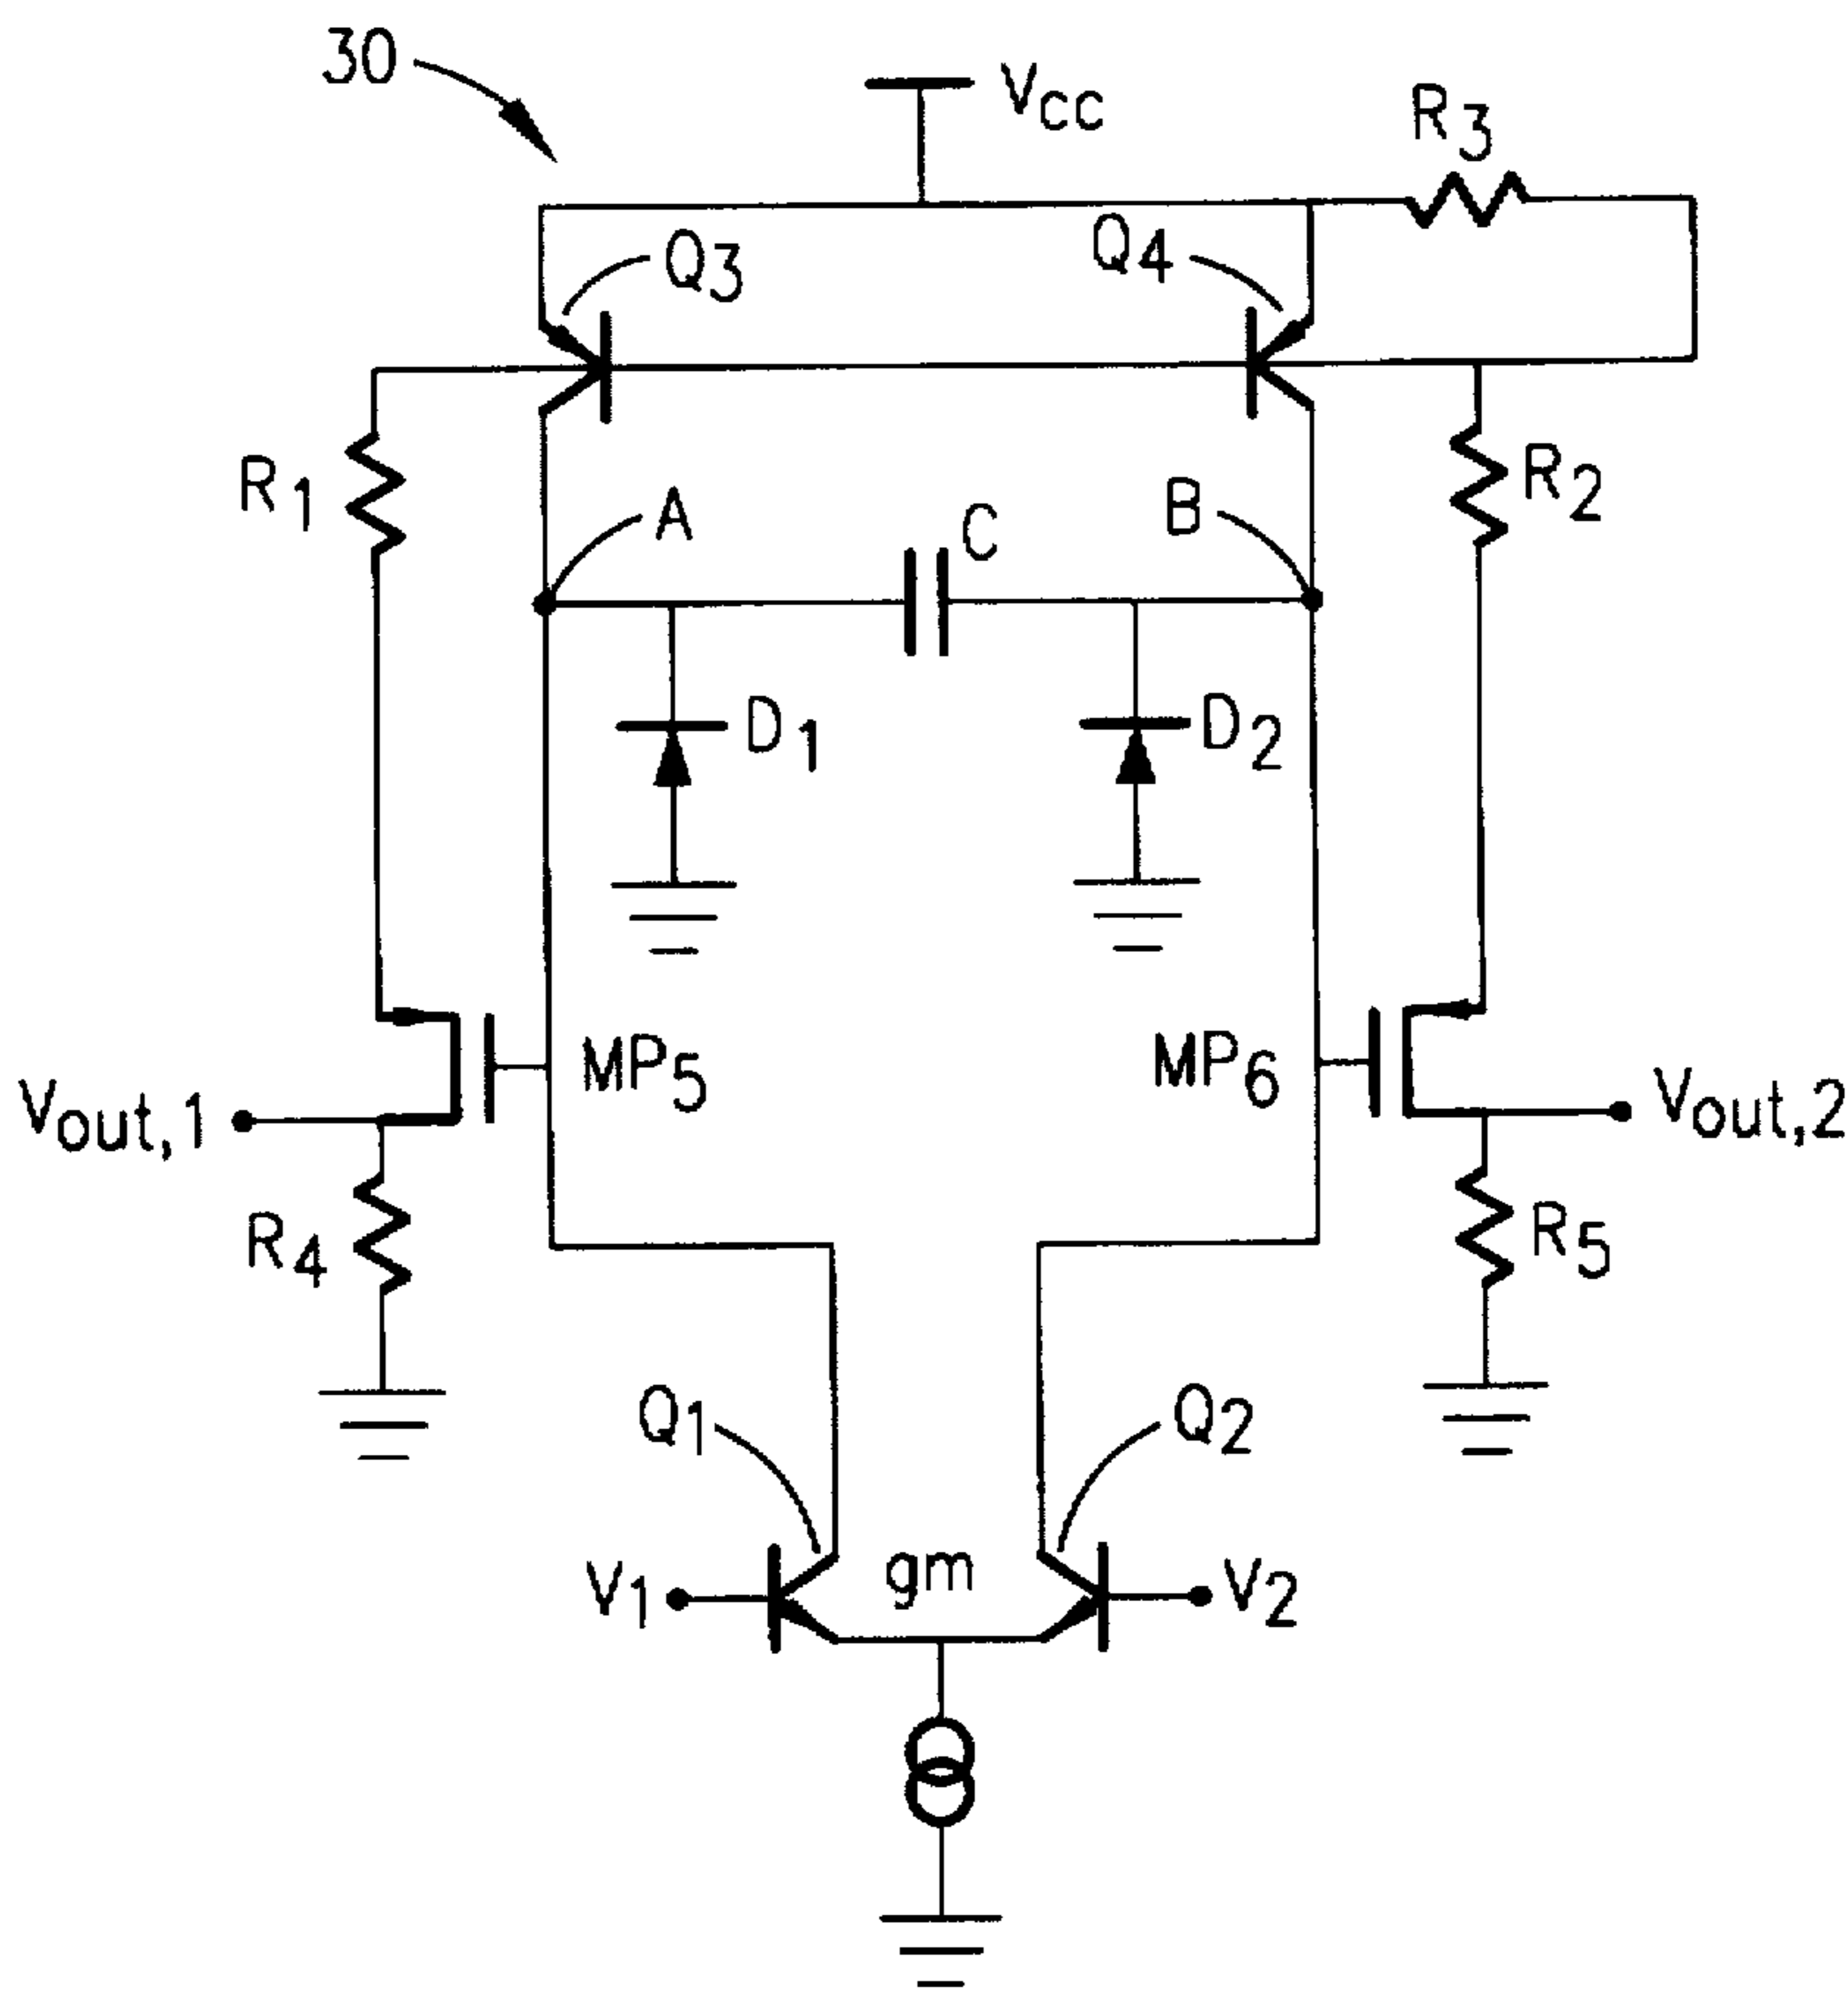 30
Vcc
R3
Q3
Q4
R1
A
C
B
R2
D1
D2
MP5
MP6
Vout,1
Vout,2
R4
R5
Q1
Q2
V1
gm
V2